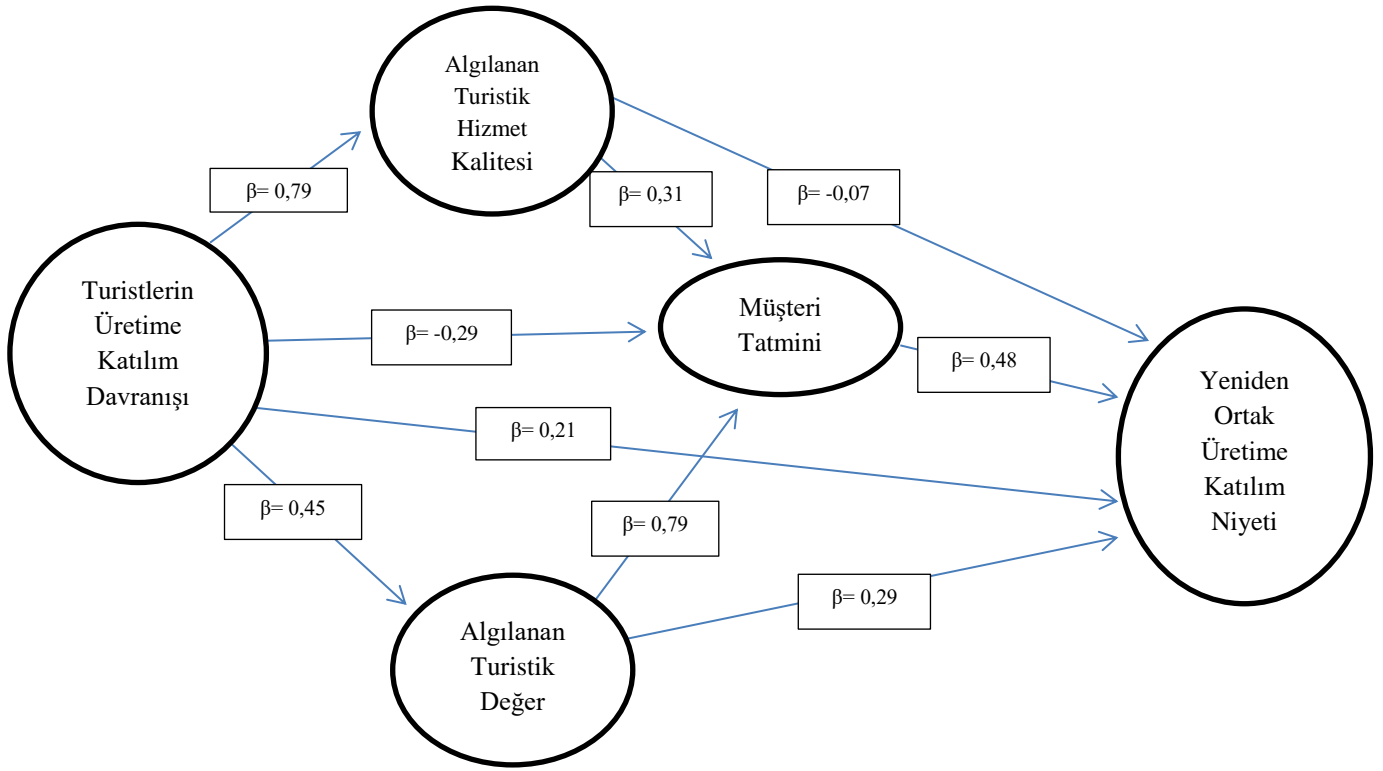 Algılanan
Turistik
Hizmet
Kalitesi
β= 0,79
β= 0,31
β= -0,07
Turistlerin
Üretime
Katılım
Davranışı
β= -0,29
Müşteri
Tatmini
β= 0,48
Yeniden
Ortak
Üretime
Katılım
Niyeti
β= 0,21
β= 0,45
β= 0,79
β= 0,29
Algılanan
Turistik
Değer